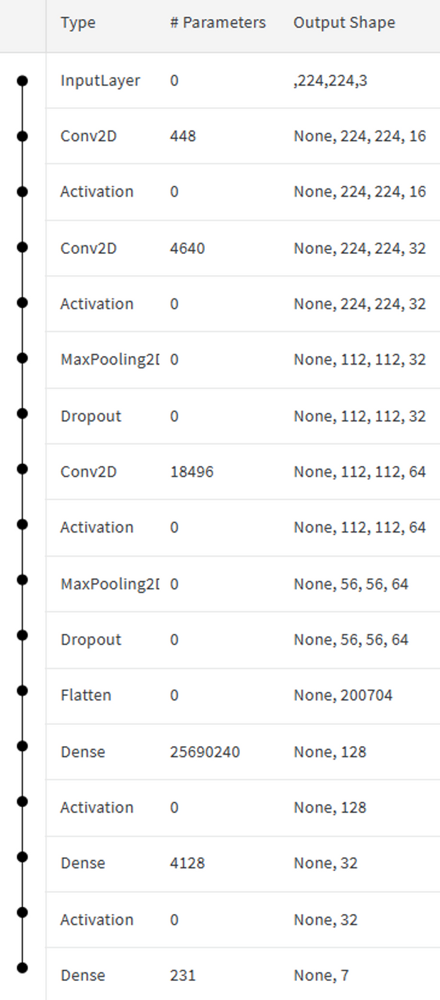 Type # Parameters Output Shape
InputLayer 0 ,224,224,3
Conv2D 448 None, 224, 224, 16
Activation 0 None, 224, 224, 16
Conv2D 4640 None, 224, 224, 32
Activation 0 None, 224, 224, 32
MaxPooling2D 0 None, 112, 112, 32
Dropout 0 None, 112, 112, 32
Conv2D 18496 None, 112, 112, 64
Activation 0 None, 112, 112, 64
MaxPooling2D 0 None, 56, 56, 64
Dropout 0 None, 56, 56, 64
Flatten 0 None, 200704
Dense 25690240 None, 128
Activation 0 None, 128
Dense 4128 None, 32
Activation 0 None, 32
Dense 231 None, 7